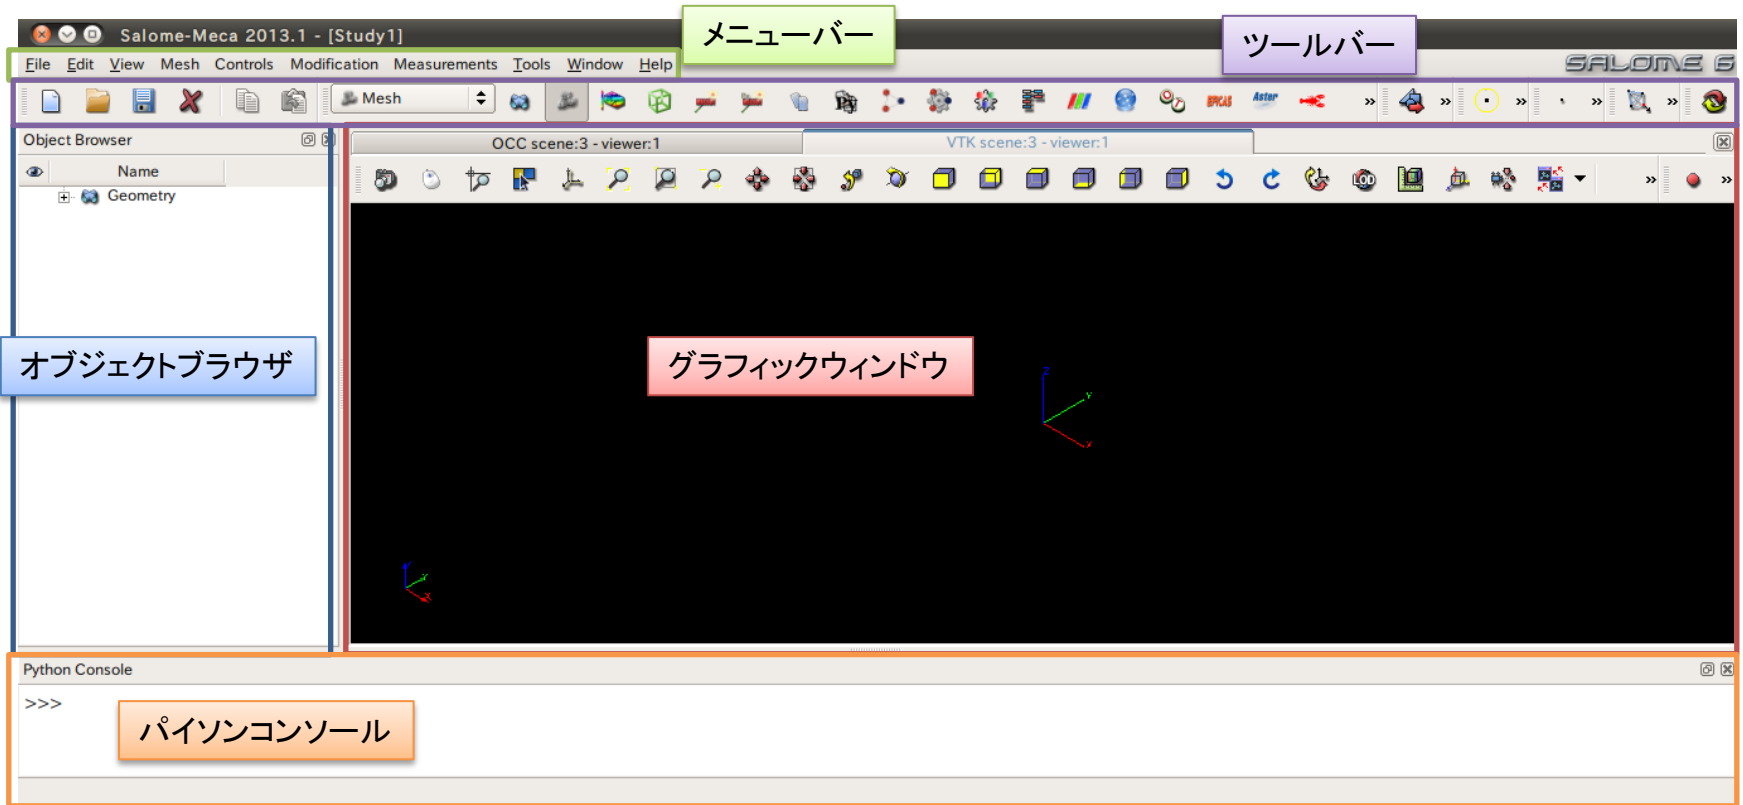 Salome-Meca 2013.1 - [Study1]
メニューバー
ツールバー
File Edit View Mesh Controls Modification Measurements Tools Window Help
SALOME 6
Mesh
EFICAS
Aster
Object Browser
OCC scene:3 - viewer:1
VTK scene:3 - viewer:1
Name
LOD
Geometry
オブジェクトブラウザ
グラフィックウィンドウ
Z
Y
X
Y
X
Python Console
>>>
パイソンコンソール